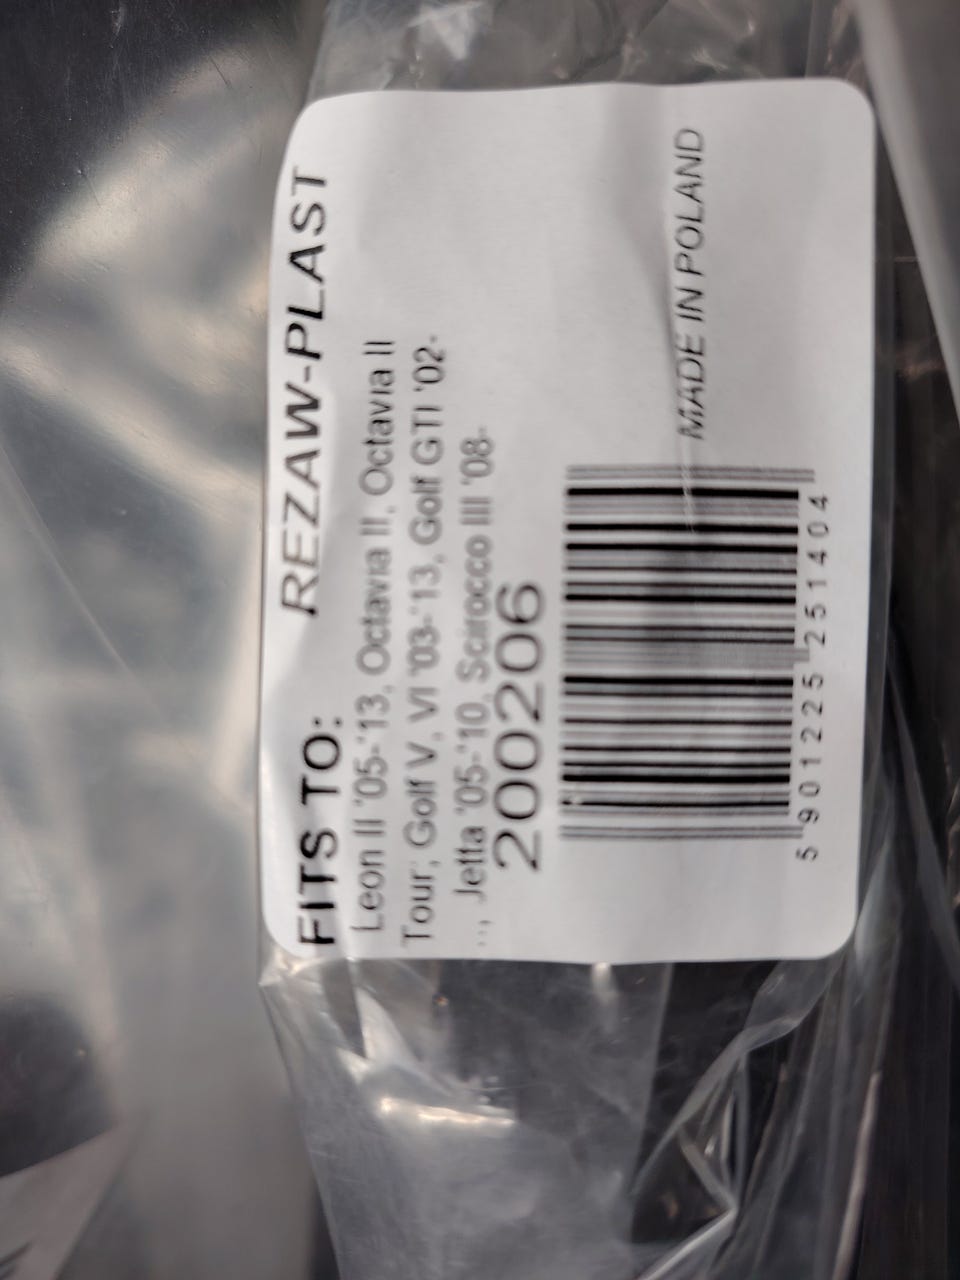 FITS TO: REZAW-PLAST
Leon II '05-'13, Octavia II, Octavia II
Tour; Golf V, VI '03-'13, Golf GTI '02-
.., Jetta '05-'10, Scirocco III '08-
200206
MADE IN POLAND
5 901225 251404